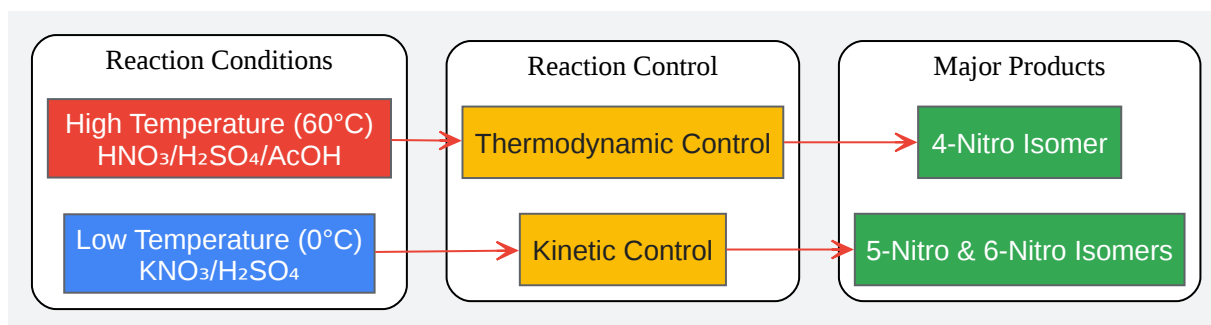 Reaction Conditions
High Temperature (60°C)
HNO₃/H₂SO₄/AcOH
Low Temperature (0°C)
KNO₃/H₂SO₄
Reaction Control
Thermodynamic Control
Kinetic Control
Major Products
4-Nitro Isomer
5-Nitro & 6-Nitro Isomers